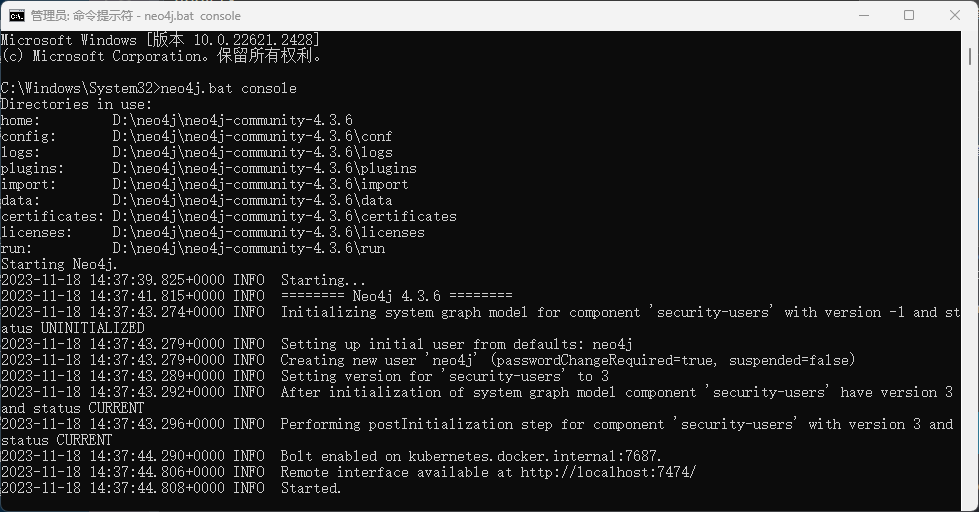 管理员: 命令提示符 - neo4j.bat console
Microsoft Windows [版本 10.0.22621.2428]
(c) Microsoft Corporation。保留所有权利。
C:\Windows\System32>neo4j.bat console
Directories in use:
home:         D:\neo4j\neo4j-community-4.3.6
config:       D:\neo4j\neo4j-community-4.3.6\conf
logs:         D:\neo4j\neo4j-community-4.3.6\logs
plugins:      D:\neo4j\neo4j-community-4.3.6\plugins
import:       D:\neo4j\neo4j-community-4.3.6\import
data:         D:\neo4j\neo4j-community-4.3.6\data
certificates: D:\neo4j\neo4j-community-4.3.6\certificates
licenses:     D:\neo4j\neo4j-community-4.3.6\licenses
run:          D:\neo4j\neo4j-community-4.3.6\run
Starting Neo4j.
2023-11-18 14:37:39.825+0000 INFO  Starting...
2023-11-18 14:37:41.815+0000 INFO  ======== Neo4j 4.3.6 ========
2023-11-18 14:37:43.274+0000 INFO  Initializing system graph model for component 'security-users' with version -1 and st
atus UNINITIALIZED
2023-11-18 14:37:43.279+0000 INFO  Setting up initial user from defaults: neo4j
2023-11-18 14:37:43.279+0000 INFO  Creating new user 'neo4j' (passwordChangeRequired=true, suspended=false)
2023-11-18 14:37:43.289+0000 INFO  Setting version for 'security-users' to 3
2023-11-18 14:37:43.292+0000 INFO  After initialization of system graph model component 'security-users' have version 3
and status CURRENT
2023-11-18 14:37:43.296+0000 INFO  Performing postInitialization step for component 'security-users' with version 3 and
status CURRENT
2023-11-18 14:37:44.290+0000 INFO  Bolt enabled on kubernetes.docker.internal:7687.
2023-11-18 14:37:44.806+0000 INFO  Remote interface available at http://localhost:7474/
2023-11-18 14:37:44.808+0000 INFO  Started.